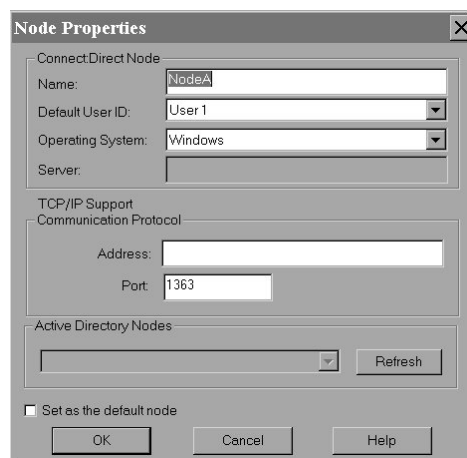 Node Properties
Connect:Direct Node
Name: NodeA
Default User ID: User 1
Operating System: Windows
Server:
TCP/IP Support
Communication Protocol
Address:
Port: 1363
Active Directory Nodes
Refresh
Set as the default node
OK Cancel Help